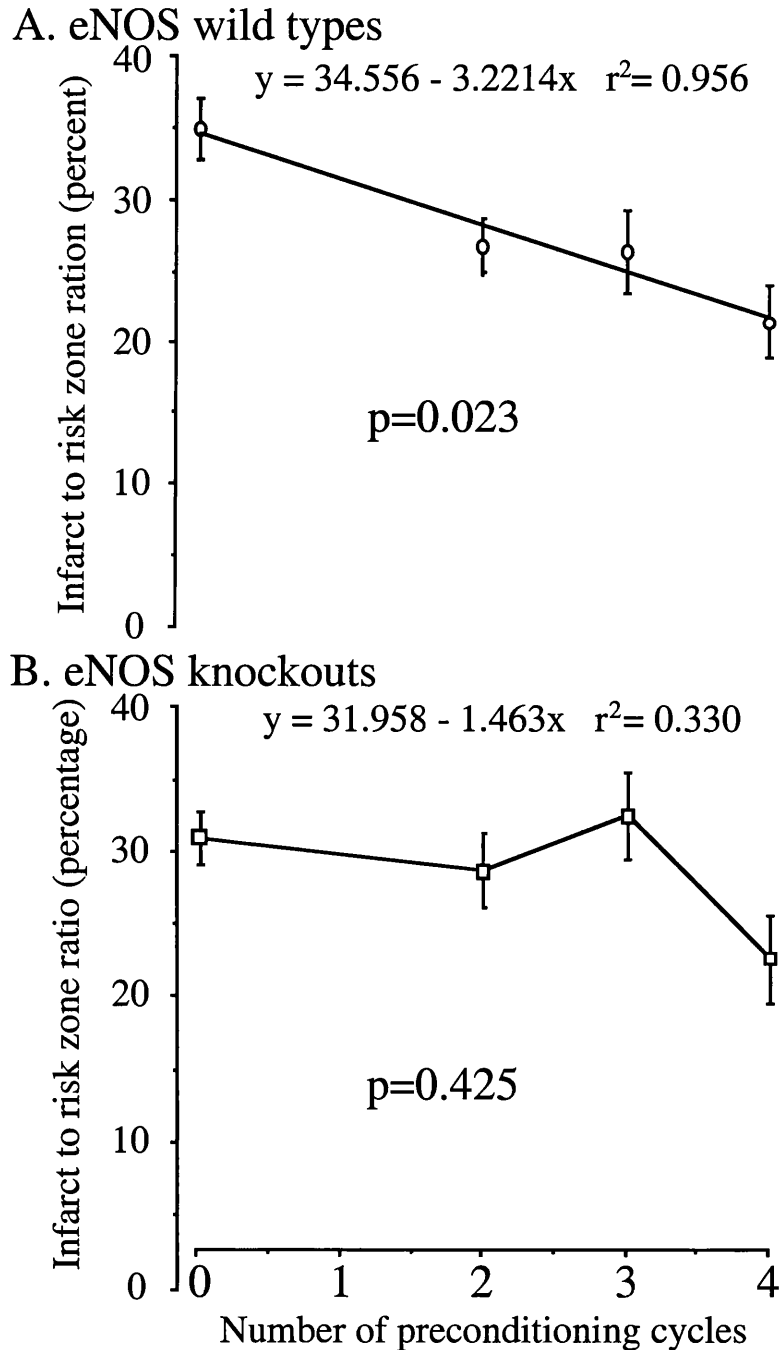 A. eNOS wild types
40
y = 34.556 - 3.2214x r²= 0.956
30
20
10
0
p=0.023
Infarct to risk zone ration (percent)
B. eNOS knockouts
40
y = 31.958 - 1.463x r²= 0.330
30
20
10
0
p=0.425
Infarct to risk zone ratio (percentage)
0 1 2 3 4
Number of preconditioning cycles